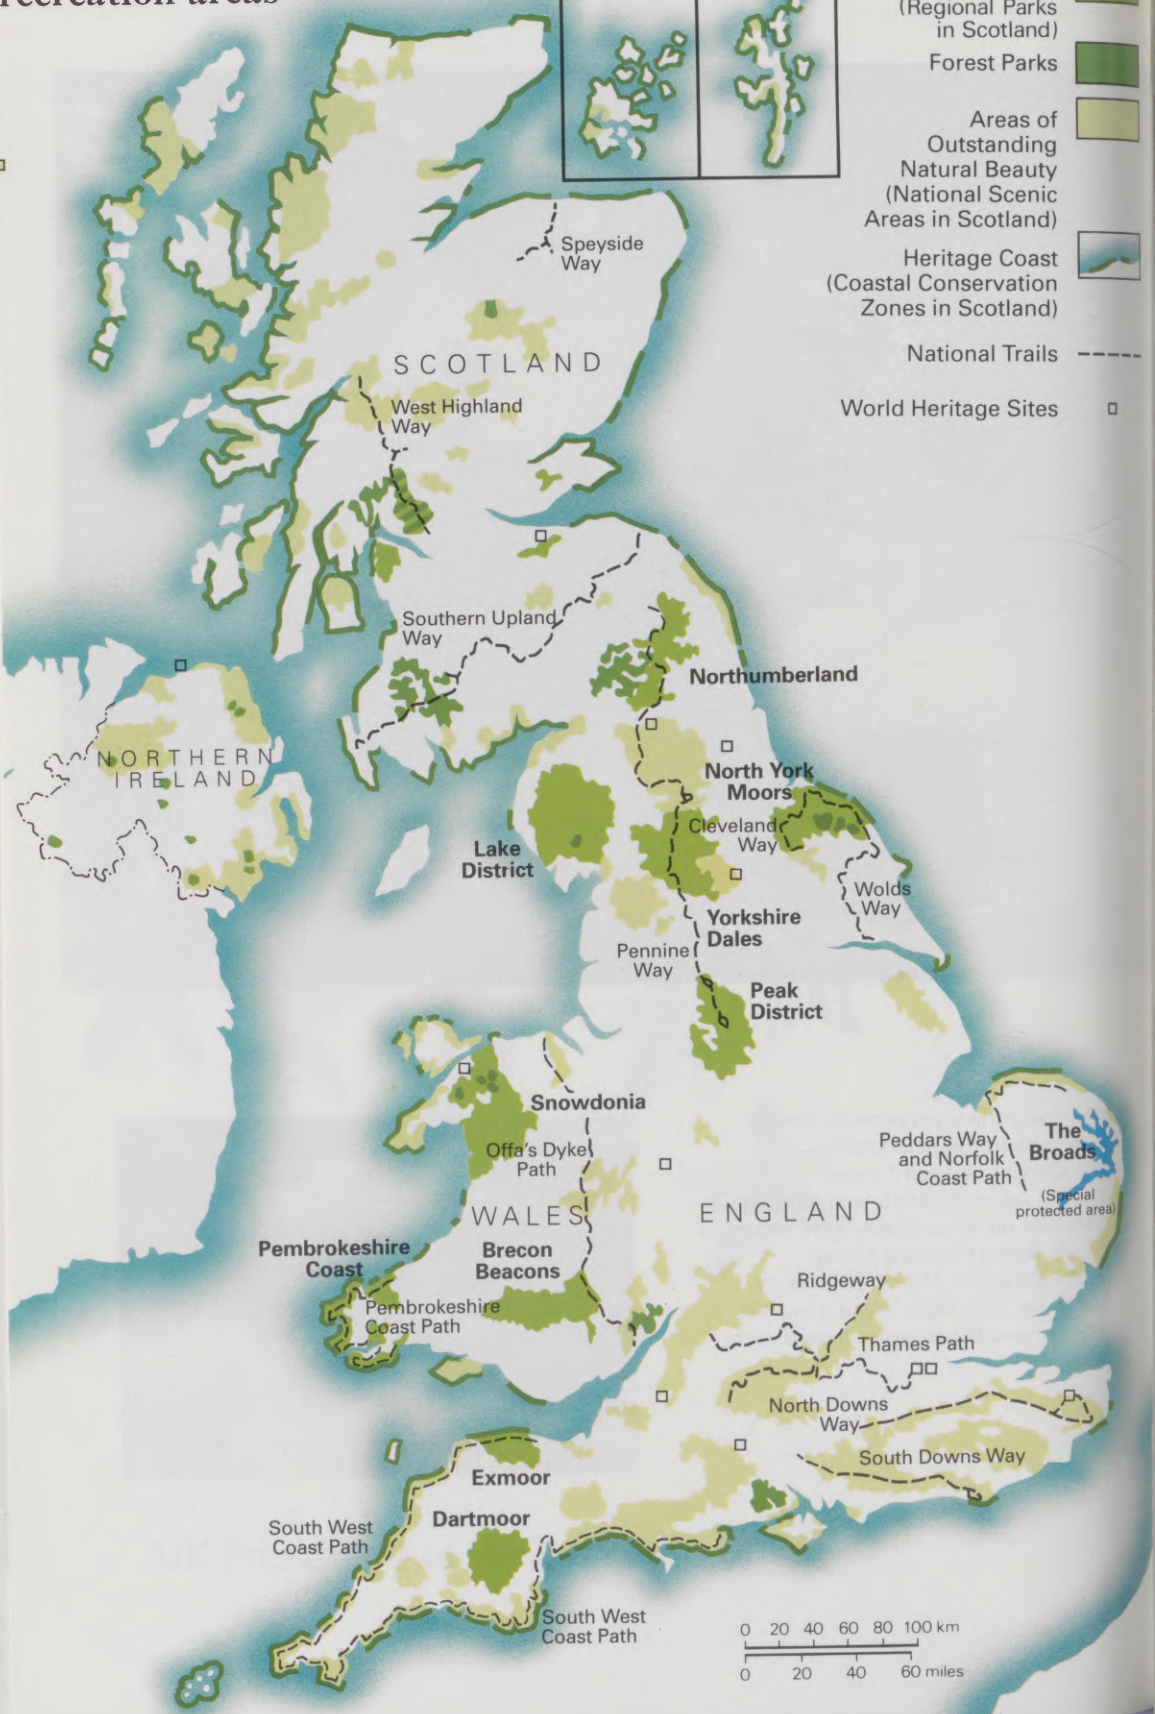 recreation areas
(Regional Parks
in Scotland)
Forest Parks
Areas of
Outstanding
Natural Beauty
(National Scenic
Areas in Scotland)
Heritage Coast
(Coastal Conservation
Zones in Scotland)
National Trails
World Heritage Sites
Speyside
Way
SCOTLAND
West Highland
Way
Southern Upland
Way
Northumberland
NORTHERN
IRELAND
North York
Moors
Cleveland
Way
Lake
District
Wolds
Way
Yorkshire
Dales
Pennine
Way
Peak
District
Snowdonia
Offa's Dyke
Path
Peddars Way
and Norfolk
Coast Path
The
Broads
(Special
protected area)
WALES
ENGLAND
Pembrokeshire
Coast
Brecon
Beacons
Pembrokeshire
Coast Path
Ridgeway
Thames Path
North Downs
Way
South Downs Way
Exmoor
Dartmoor
South West
Coast Path
South West
Coast Path
0 20 40 60 80 100 km
0 20 40 60 miles